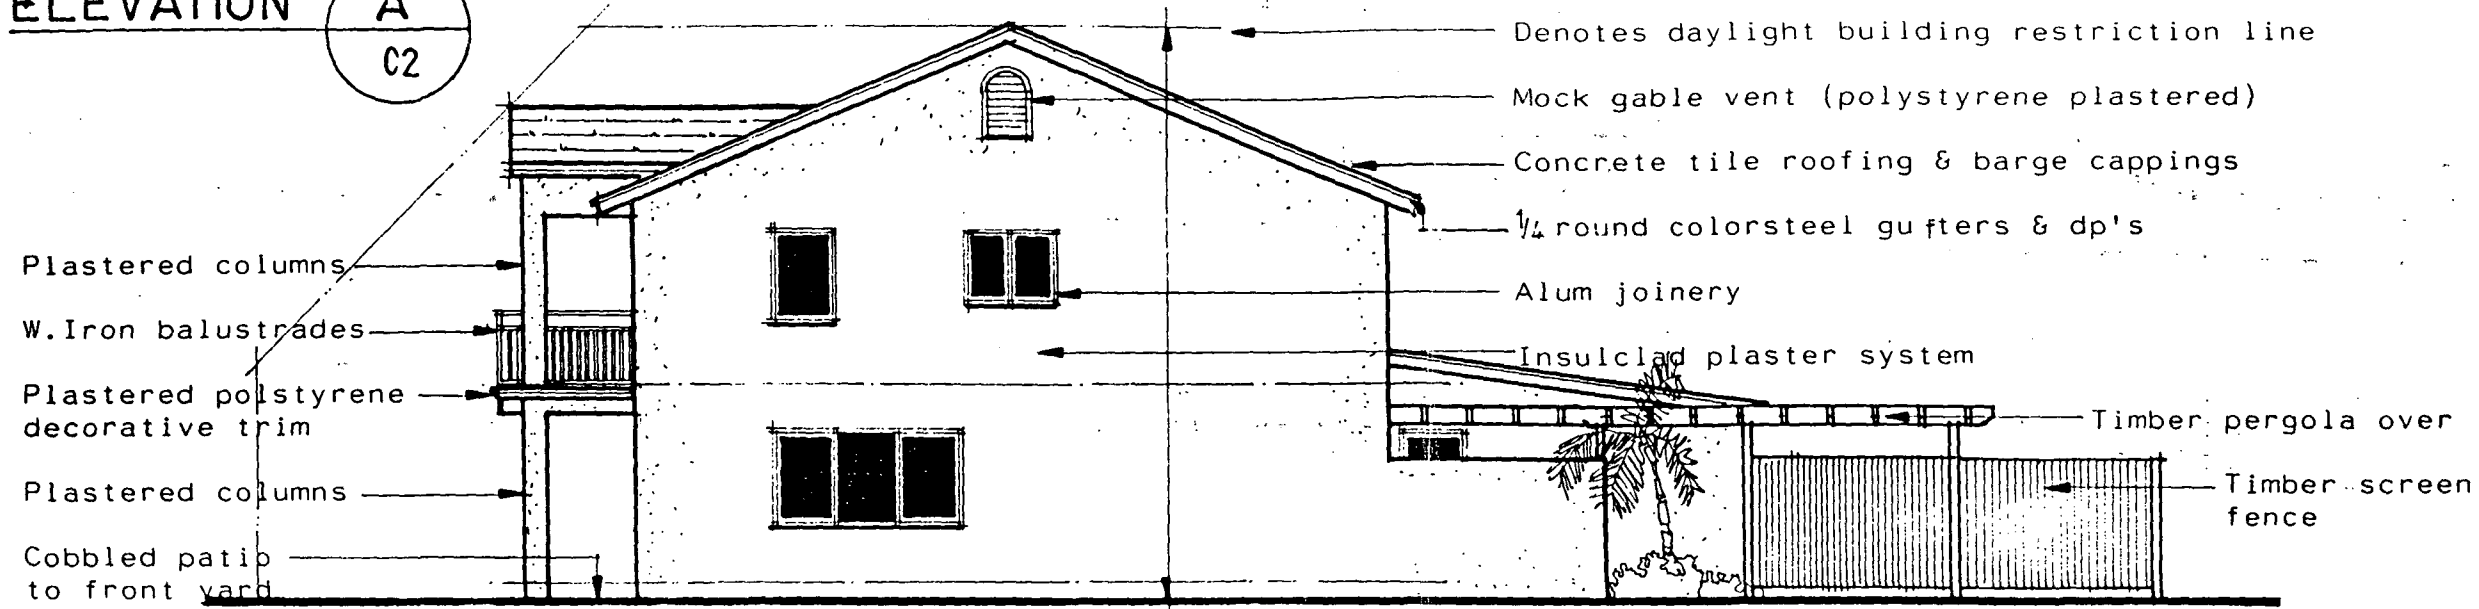 ELEVATION
A
C2
Denotes daylight building restriction line
Mock gable vent (polystyrene plastered)
Concrete tile roofing & barge cappings
1/4 round colorsteel gutters & dp's
Alum joinery
Insulclad plaster system
Timber pergola over
Timber screen
fence
Plastered columns
W.Iron balustrades
Plastered polstyrene
decorative trim
Plastered columns
Cobbled patio
to front yard